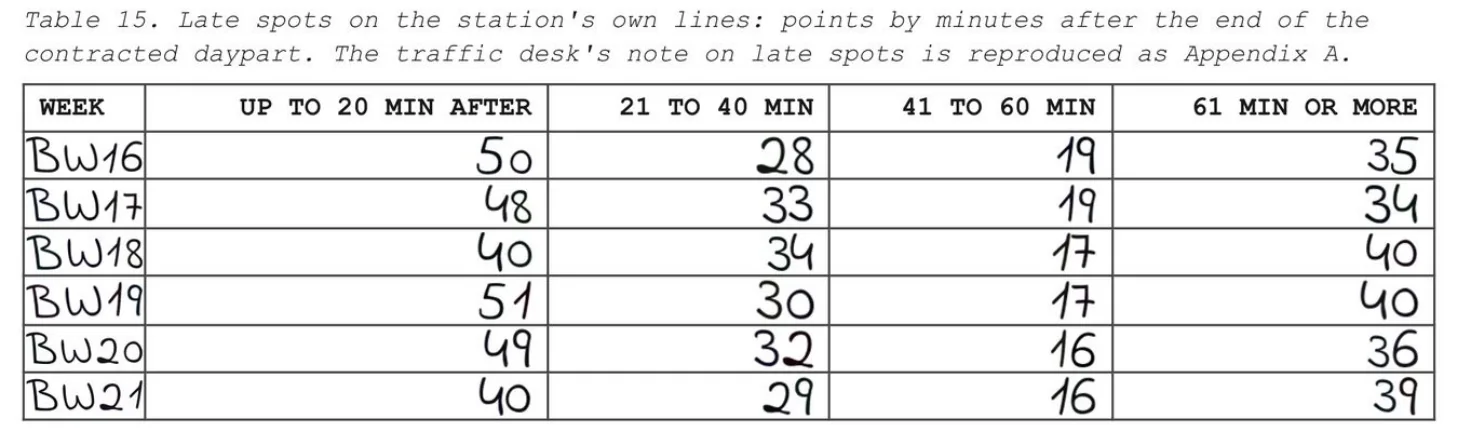 Table 15. Late spots on the station's own lines: points by minutes after the end of the
contracted daypart. The traffic desk's note on late spots is reproduced as Appendix A.
WEEK UP TO 20 MIN AFTER 21 TO 40 MIN 41 TO 60 MIN 61 MIN OR MORE
BW16 50 28 19 35
BW17 48 33 19 34
BW18 40 34 17 40
BW19 51 30 17 40
BW20 49 32 16 36
BW21 40 29 16 39